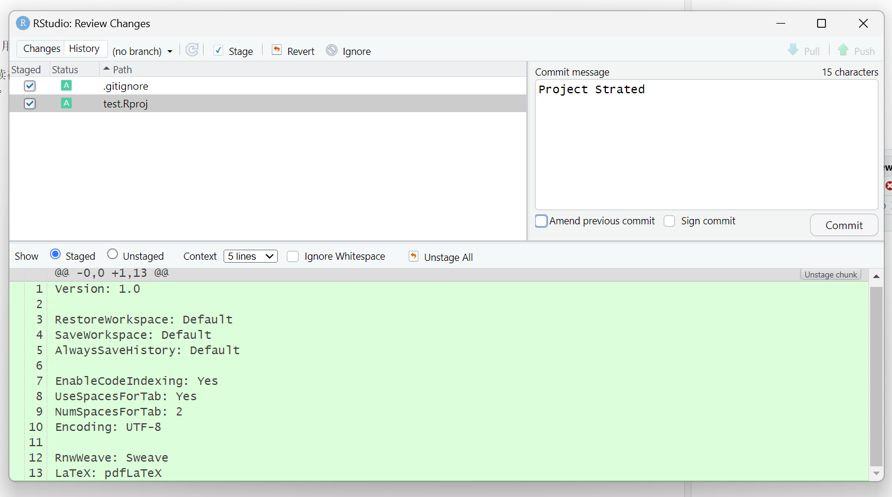 R RStudio: Review Changes
Changes History (no branch) Stage Revert Ignore Pull Push
Staged Status Path
A .gitignore
A test.Rproj
Commit message 15 characters
Project Strated
Amend previous commit Sign commit Commit
Show Staged Unstaged Context 5 lines Ignore Whitespace Unstage All
@@ -0,0 +1,13 @@ Unstage chunk
1 Version: 1.0
2
3 RestoreWorkspace: Default
4 SaveWorkspace: Default
5 AlwaysSaveHistory: Default
6
7 EnableCodeIndexing: Yes
8 UseSpacesForTab: Yes
9 NumSpacesForTab: 2
10 Encoding: UTF-8
11
12 RnwWeave: Sweave
13 LaTeX: pdfLaTeX